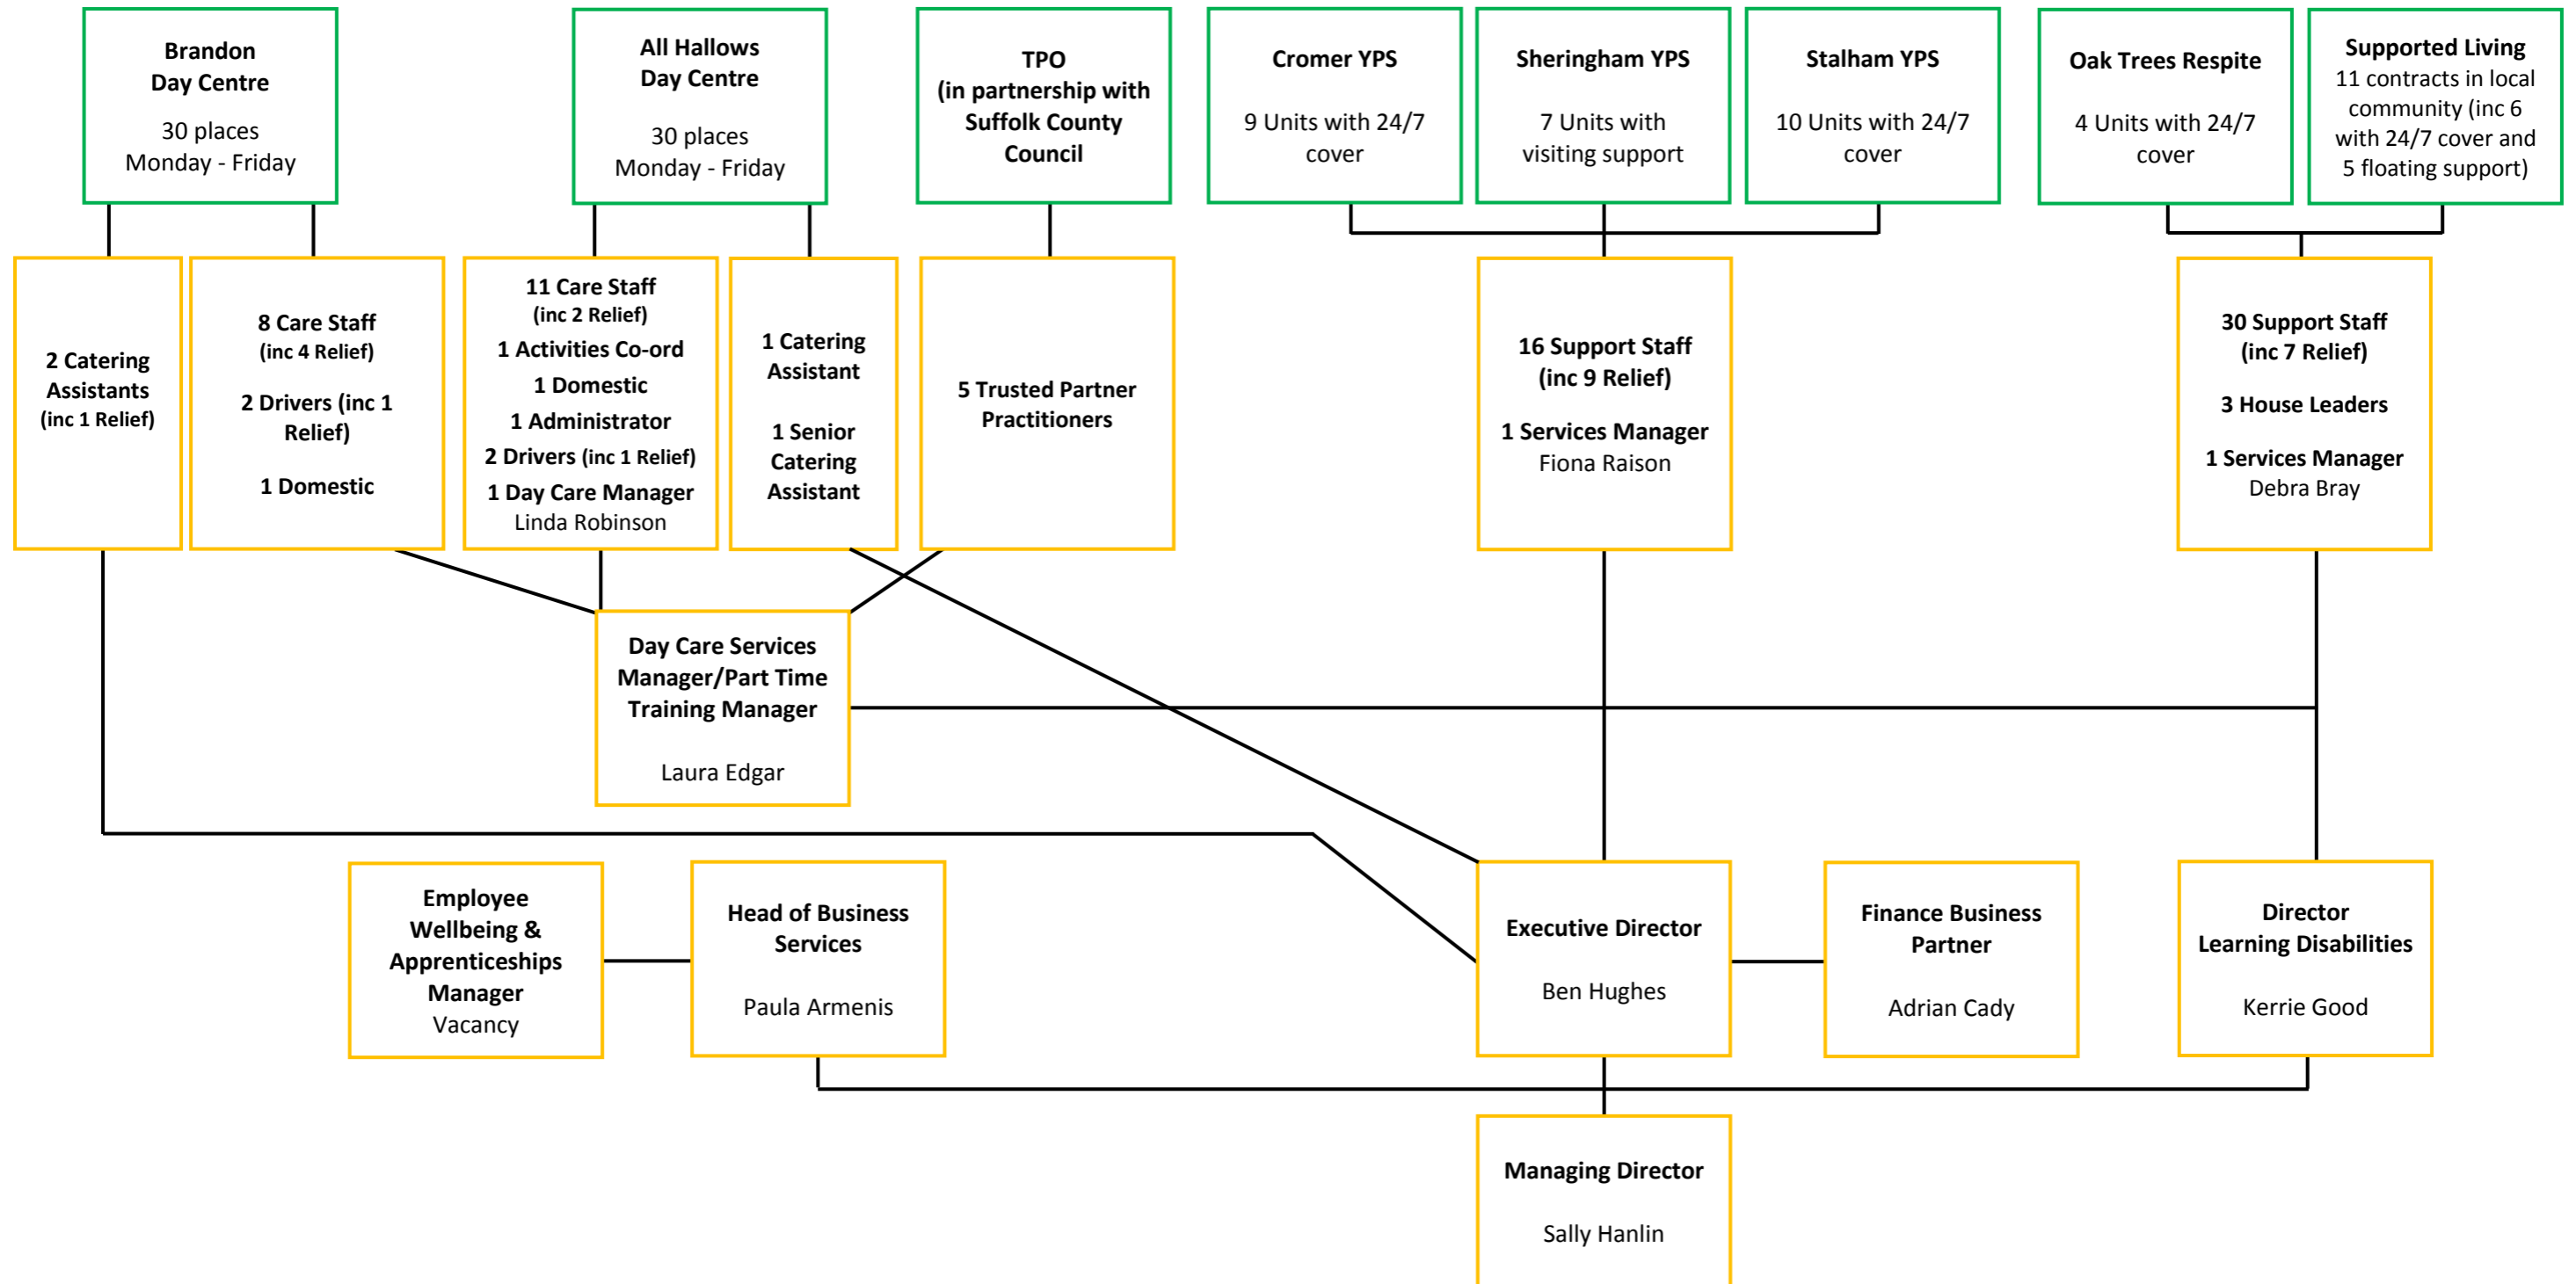 Brandon
Day Centre
30 places
Monday - Friday
All Hallows
Day Centre
30 places
Monday - Friday
TPO
(in partnership with
Suffolk County
Council
Cromer YPS
9 Units with 24/7
cover
Sheringham YPS
7 Units with
visiting support
Stalham YPS
10 Units with 24/7
cover
Oak Trees Respite
4 Units with 24/7
cover
Supported Living
11 contracts in local
community (inc 6
with 24/7 cover and
5 floating support)
2 Catering
Assistants
(inc 1 Relief)
8 Care Staff
(inc 4 Relief)
2 Drivers (inc 1
Relief)
1 Domestic
11 Care Staff
(inc 2 Relief)
1 Activities Co-ord
1 Domestic
1 Administrator
2 Drivers (inc 1 Relief)
1 Day Care Manager
Linda Robinson
1 Catering
Assistant
1 Senior
Catering
Assistant
5 Trusted Partner
Practitioners
16 Support Staff
(inc 9 Relief)
1 Services Manager
Fiona Raison
30 Support Staff
(inc 7 Relief)
3 House Leaders
1 Services Manager
Debra Bray
Day Care Services
Manager/Part Time
Training Manager
Laura Edgar
Employee
Wellbeing &
Apprenticeships
Manager
Vacancy
Head of Business
Services
Paula Armenis
Executive Director
Ben Hughes
Finance Business
Partner
Adrian Cady
Director
Learning Disabilities
Kerrie Good
Managing Director
Sally Hanlin